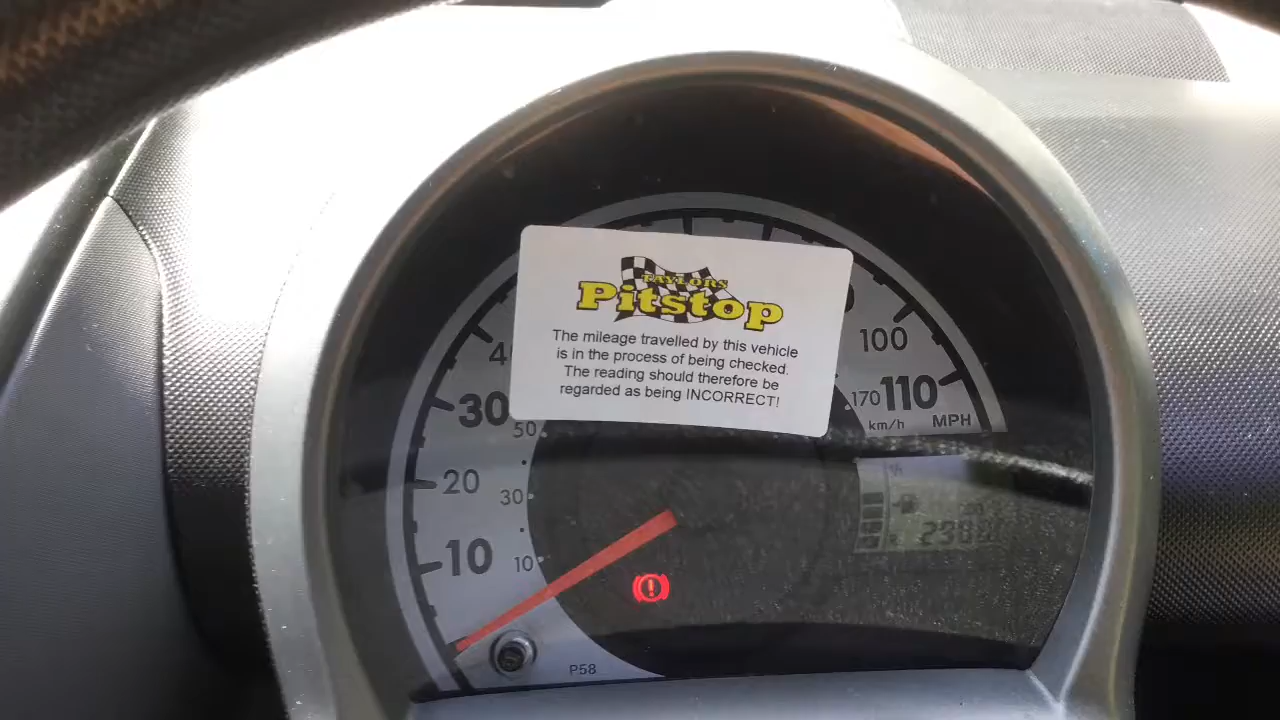 TAYLORS
Pitstop
The mileage travelled by this vehicle
is in the process of being checked.
The reading should therefore be
regarded as being INCORRECT!
100
170 110
km/h MPH
30
50
20
30
10
10
P58